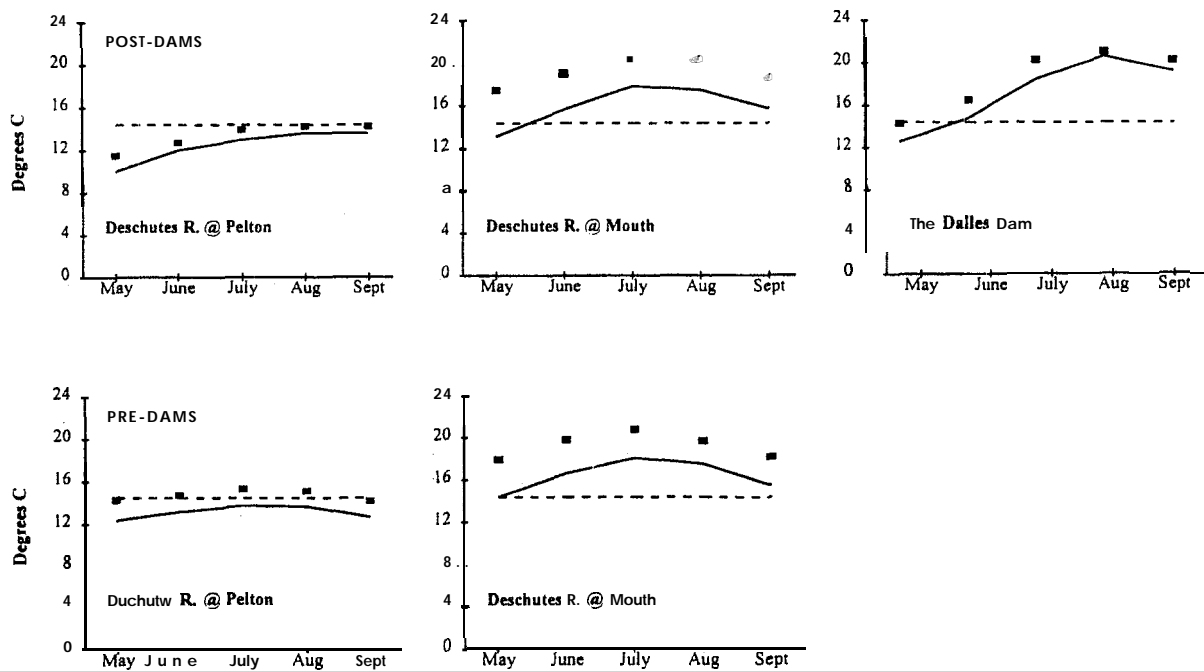 POST-DAMS
Degrees C
24
20
16
12
8
4
0
Deschutes R. @ Pelton
May June July Aug Sept
24
20
16
12
a
4
0
Deschutes R. @ Mouth
May June July Aug Sept
24
20
16
12
8
4
0
The Dalles Dam
May June July Aug Sept
PRE-DAMS
Degrees C
24
20
16
12
8
4
0
Duchutw R. @ Pelton
May June July Aug Sept
24
20
16
12
8
4
0
Deschutes R. @ Mouth
May June July Aug Sept